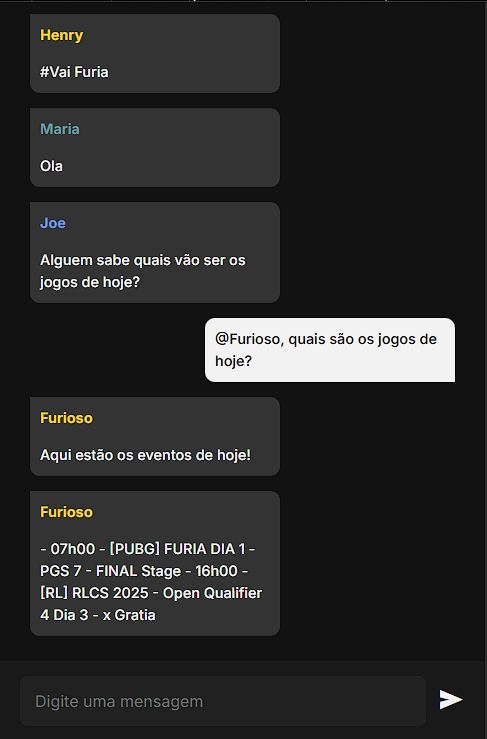 Henry
#Vai Furia
Maria
Ola
Joe
Alguem sabe quais vão ser os
jogos de hoje?
@Furioso, quais são os jogos de
hoje?
Furioso
Aqui estão os eventos de hoje!
Furioso
- 07h00 - [PUBG] FURIA DIA 1 -
PGS 7 - FINAL Stage - 16h00 -
[RL] RLCS 2025 - Open Qualifier
4 Dia 3 - x Gratia
Digite uma mensagem